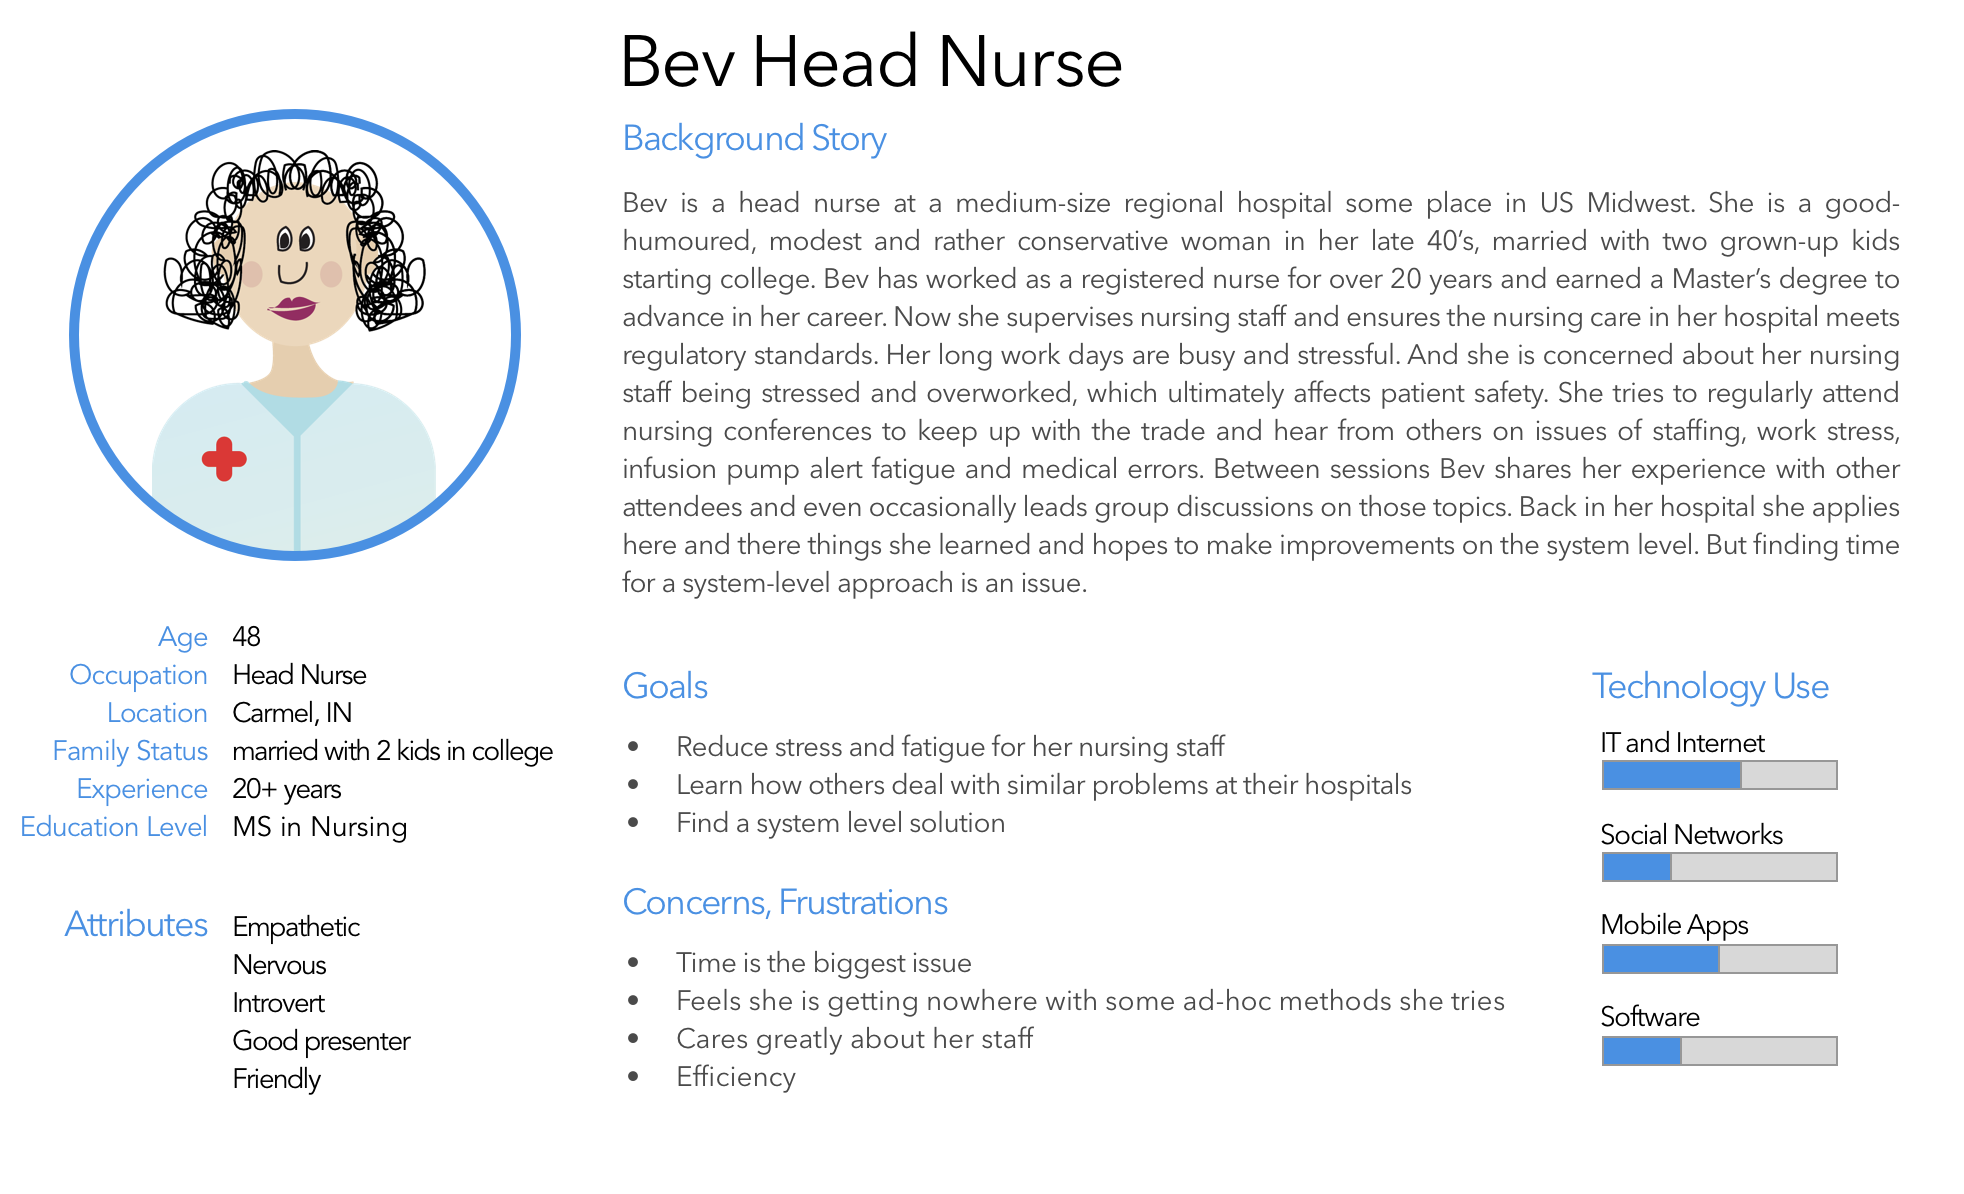 Bev Head Nurse
Background Story
Bev is a head nurse at a medium-size regional hospital some place in US Midwest. She is a good-
humoured, modest and rather conservative woman in her late 40’s, married with two grown-up kids
starting college. Bev has worked as a registered nurse for over 20 years and earned a Master’s degree to
advance in her career. Now she supervises nursing staff and ensures the nursing care in her hospital meets
regulatory standards. Her long work days are busy and stressful. And she is concerned about her nursing
staff being stressed and overworked, which ultimately affects patient safety. She tries to regularly attend
nursing conferences to keep up with the trade and hear from others on issues of staffing, work stress,
infusion pump alert fatigue and medical errors. Between sessions Bev shares her experience with other
attendees and even occasionally leads group discussions on those topics. Back in her hospital she applies
here and there things she learned and hopes to make improvements on the system level. But finding time
for a system-level approach is an issue.
Age 48
Occupation Head Nurse
Location Carmel, IN
Family Status married with 2 kids in college
Experience 20+ years
Education Level MS in Nursing
Attributes Empathetic
Nervous
Introvert
Good presenter
Friendly
Goals
• Reduce stress and fatigue for her nursing staff
• Learn how others deal with similar problems at their hospitals
• Find a system level solution
Concerns, Frustrations
• Time is the biggest issue
• Feels she is getting nowhere with some ad-hoc methods she tries
• Cares greatly about her staff
• Efficiency
Technology Use
IT and Internet
Social Networks
Mobile Apps
Software